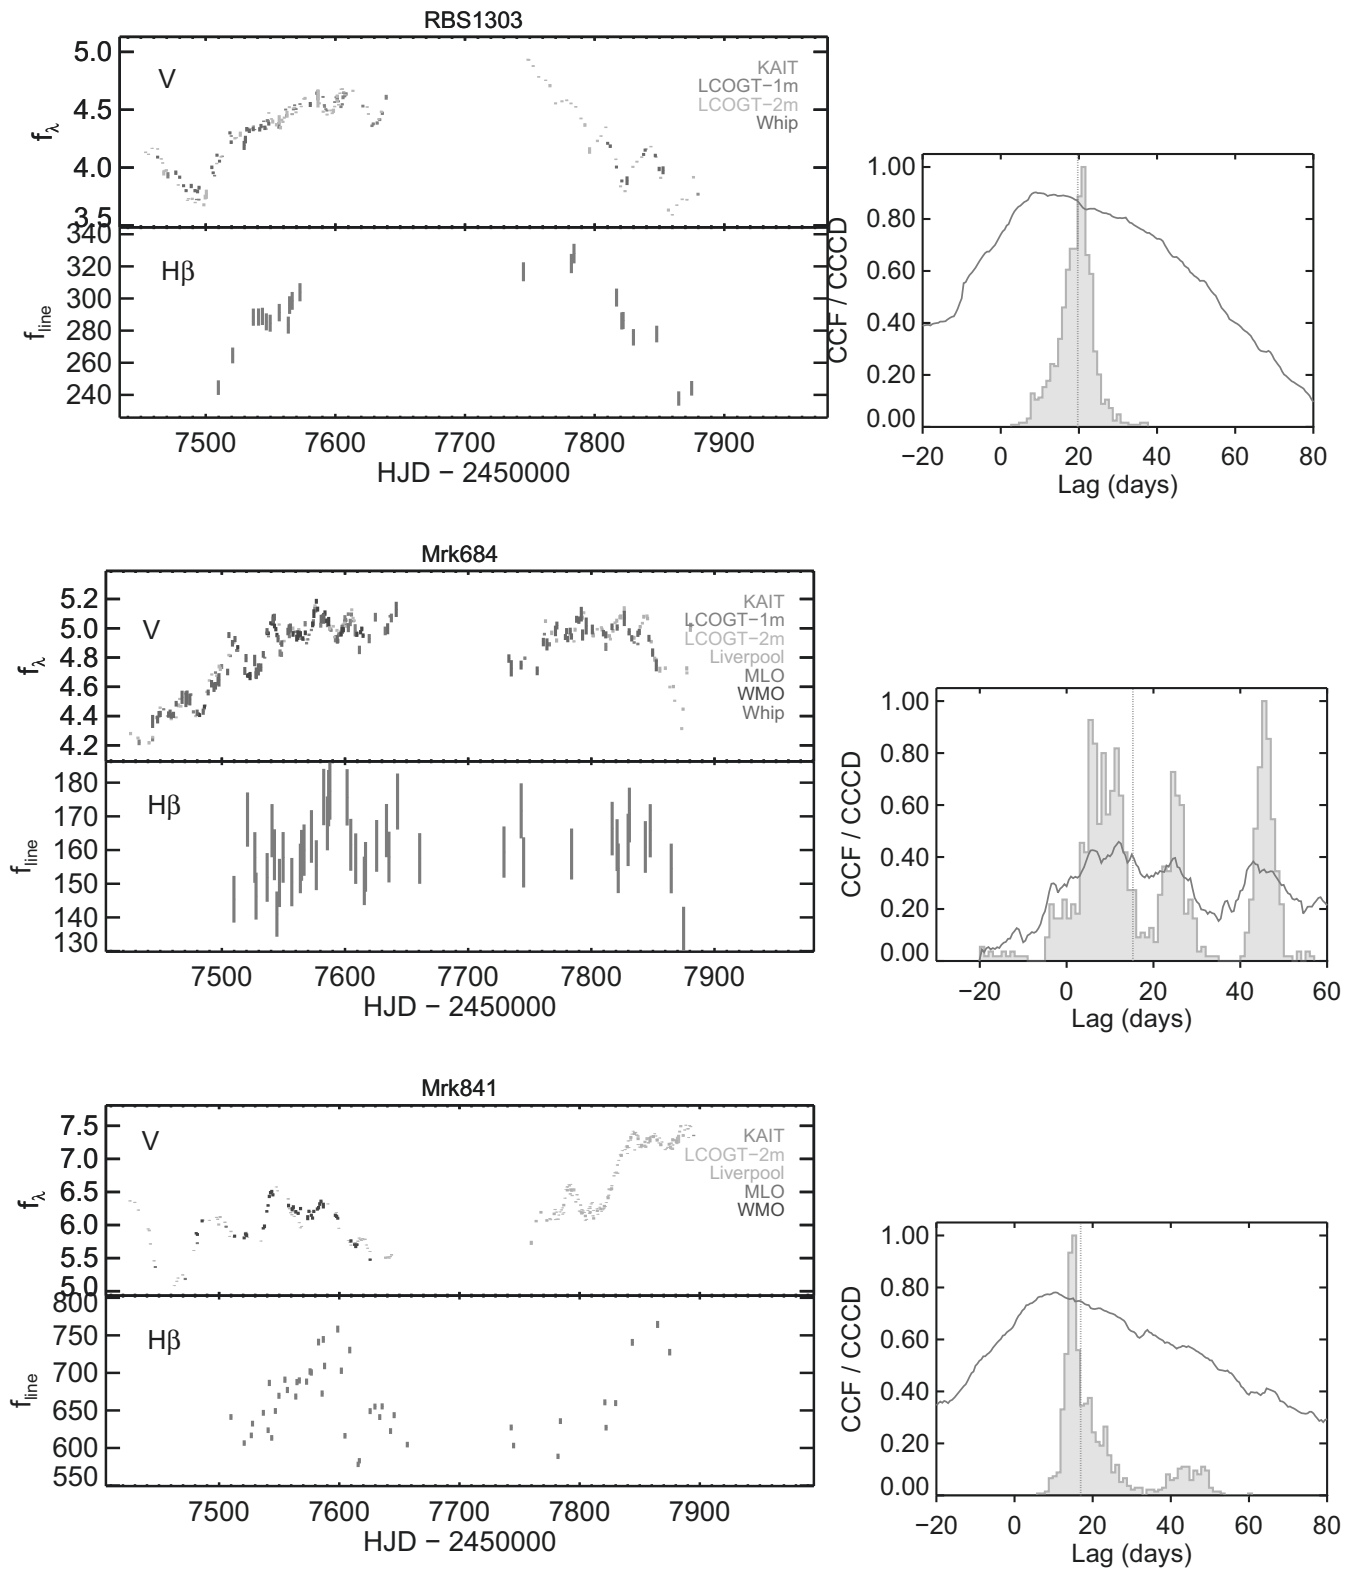 RBS1303
V
KAIT
LCOGT−1m
LCOGT−2m
Whip
fλ
5.0
4.5
4.0
3.5
Hβ
fline
340
320
300
280
260
240
7500 7600 7700 7800 7900
HJD − 2450000
CCF / CCCD
1.00
0.80
0.60
0.40
0.20
0.00
−20 0 20 40 60 80
Lag (days)
Mrk684
V
KAIT
LCOGT−1m
LCOGT−2m
Liverpool
MLO
WMO
Whip
fλ
5.2
5.0
4.8
4.6
4.4
4.2
Hβ
fline
180
170
160
150
140
130
7500 7600 7700 7800 7900
HJD − 2450000
CCF / CCCD
1.00
0.80
0.60
0.40
0.20
0.00
−20 0 20 40 60
Lag (days)
Mrk841
V
KAIT
LCOGT−2m
Liverpool
MLO
WMO
fλ
7.5
7.0
6.5
6.0
5.5
5.0
Hβ
fline
800
750
700
650
600
550
7500 7600 7700 7800 7900
HJD − 2450000
CCF / CCCD
1.00
0.80
0.60
0.40
0.20
0.00
−20 0 20 40 60 80
Lag (days)